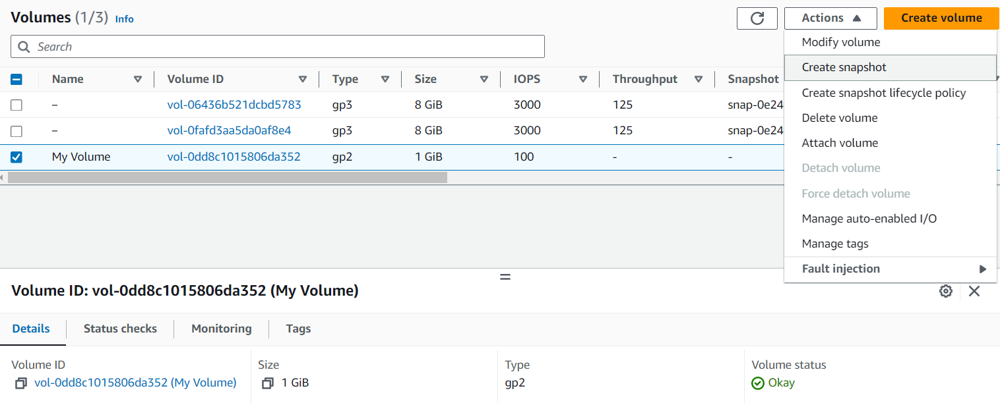 Volumes (1/3) Info
Actions
Create volume
Search
Modify volume
Create snapshot
Create snapshot lifecycle policy
Delete volume
Attach volume
Detach volume
Force detach volume
Manage auto-enabled I/O
Manage tags
Fault injection
Name Volume ID Type Size IOPS Throughput Snapshot
– vol-06436b521dcbd5783 gp3 8 GiB 3000 125 snap-0e24
– vol-0fafd3aa5da0af8e4 gp3 8 GiB 3000 125 snap-0e24
My Volume vol-0dd8c1015806da352 gp2 1 GiB 100 - -
Volume ID: vol-0dd8c1015806da352 (My Volume)
Details Status checks Monitoring Tags
Volume ID Size Type Volume status
vol-0dd8c1015806da352 (My Volume) 1 GiB gp2 Okay